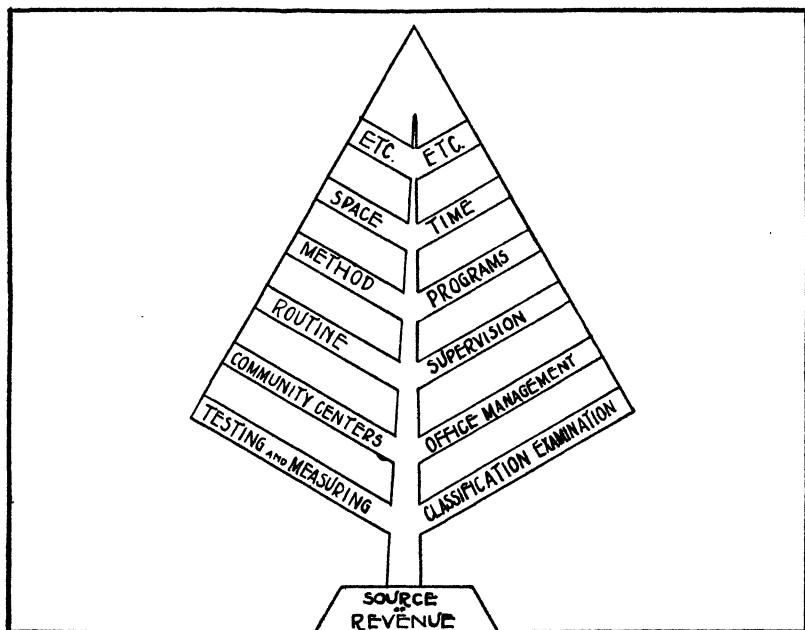 ETC.
ETC.
SPACE
TIME
METHOD
PROGRAMS
ROUTINE
SUPERVISION
COMMUNITY CENTERS
OFFICE MANAGEMENT
TESTING AND MEASURING
CLASSIFICATION EXAMINATION
SOURCE
OF
REVENUE